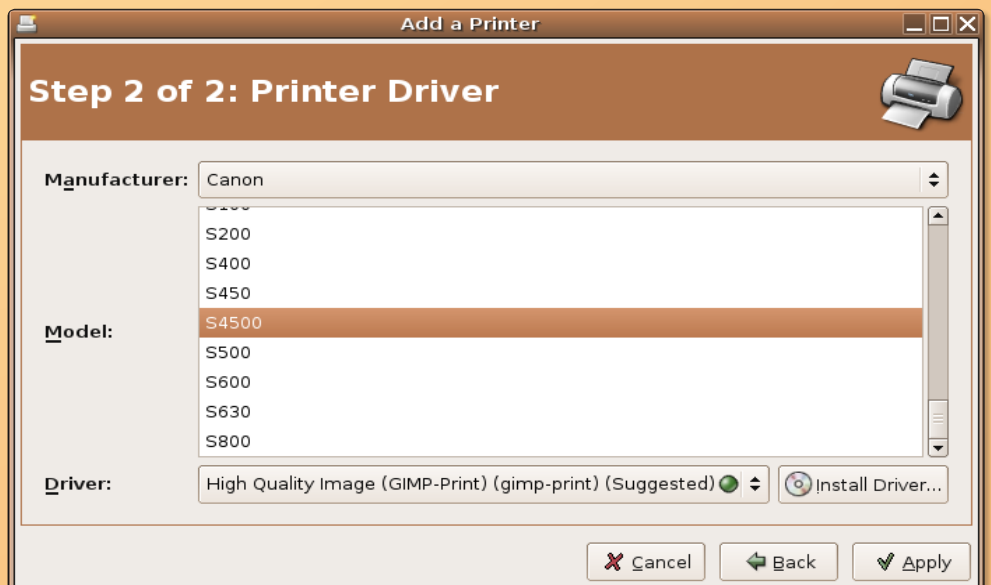 Add a Printer
Step 2 of 2: Printer Driver
Manufacturer: Canon
S100
S200
S400
S450
Model:
S4500
S500
S600
S630
S800
Driver: High Quality Image (GIMP-Print) (gimp-print) (Suggested) Install Driver...
Cancel Back Apply